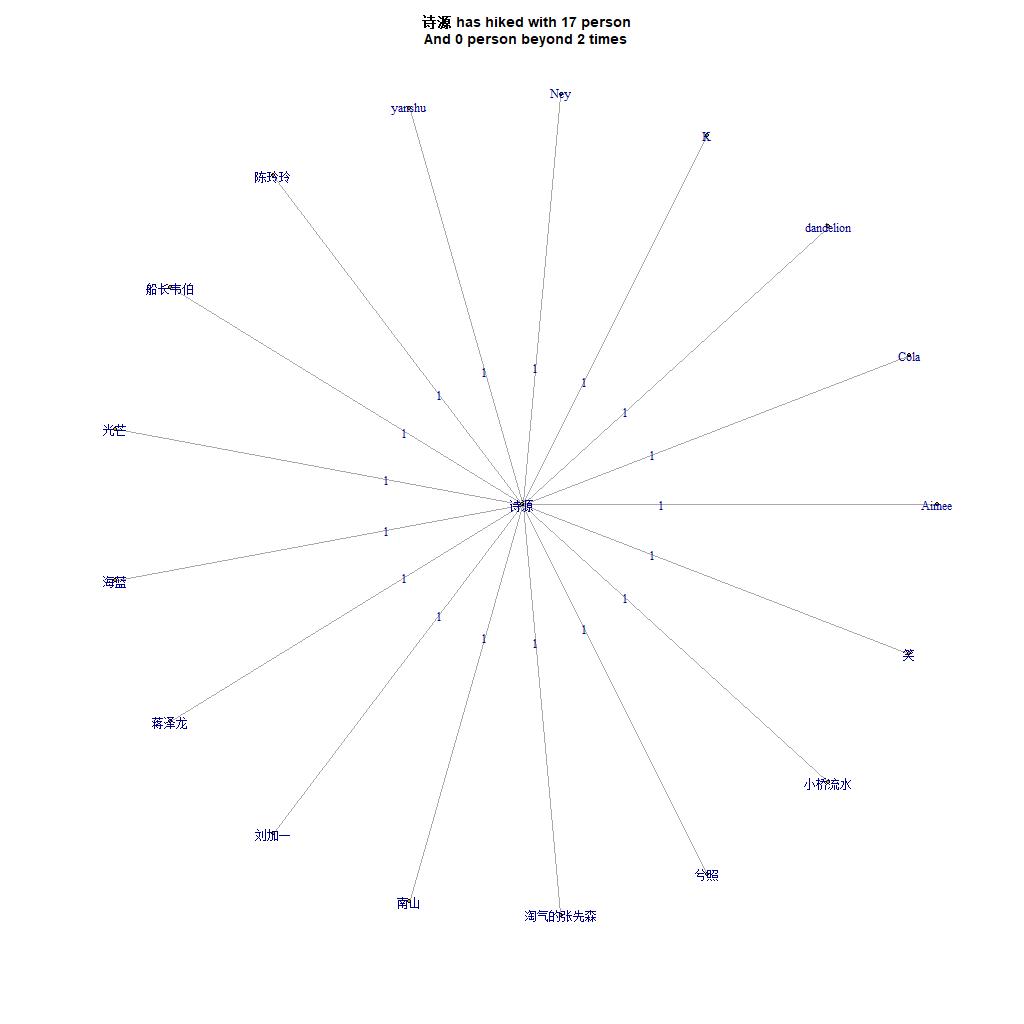 诗源 has hiked with 17 person
And 0 person beyond 2 times
Ney
yanshu
K
陈玲玲
dandelion
船长韦伯
Cola
1
1
1
1
1
1
光芒
1
1
1
诗源
1
Aimee
1
1
海蓝
1
1
1
1
1
1
笑
蒋泽龙
小桥流水
刘加一
兮照
南山
淘气的张先森